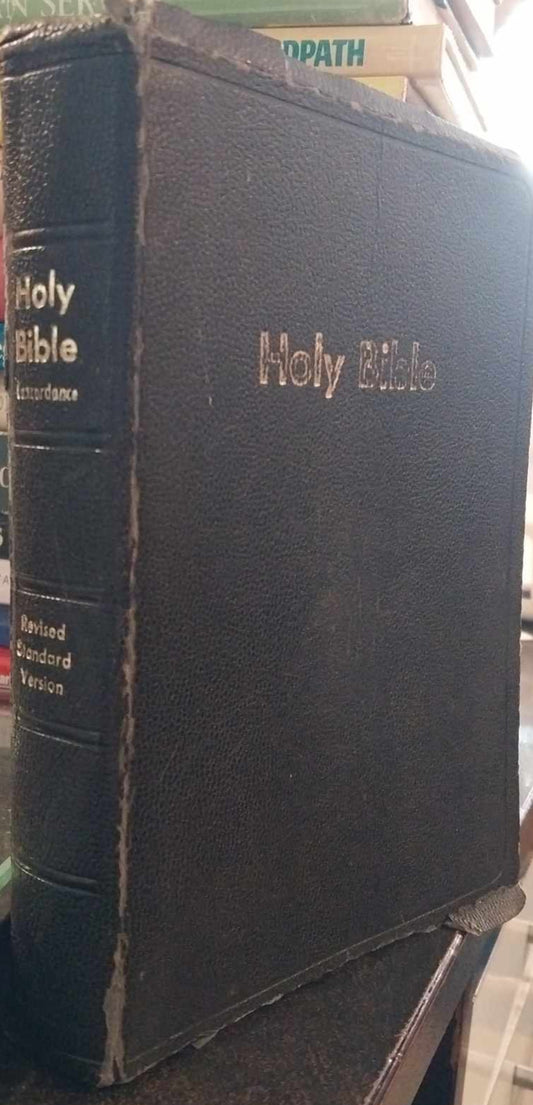 Holy
Bible
Concordance
Revised
Standard
Version
Holy Bible
DPATH